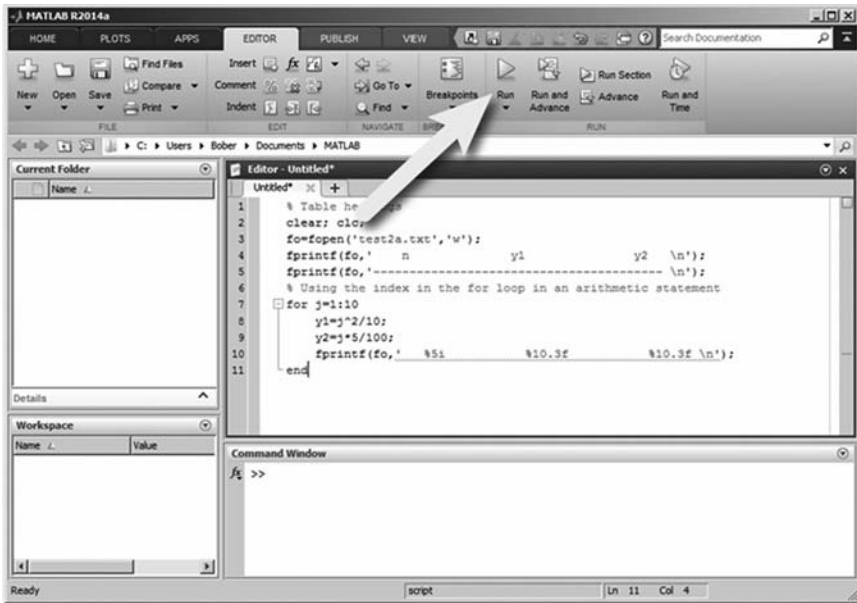 MATLAB R2014a
HOME PLOTS APPS EDITOR PUBLISH VIEW Search Documentation
New Open Save Find Files Compare Print
FILE
Insert fx
Comment
Indent
EDIT
Go To
Find
NAVIGATE
Breakpoints
Run
Run and Advance
Run Section
Advance
Run and Time
RUN
C: Users Bober Documents MATLAB
Current Folder
Name
Details
Workspace
Name Value
Editor - Untitled*
Untitled*
1 % Table
2 clear;
3 fo=fopen('test2a.txt','w');
4 fprintf(fo,'    n               y1               y2  \n');
5 fprintf(fo,'---------------------------------------- \n');
6 % Using the index in the for loop in an arithmetic statement
7 for j=1:10
8 y1=j^2/10;
9 y2=j*5/100;
10 fprintf(fo,'   %5i          %10.3f          %10.3f \n');
11 end
Command Window
fx >>
Ready script Ln 11 Col 4